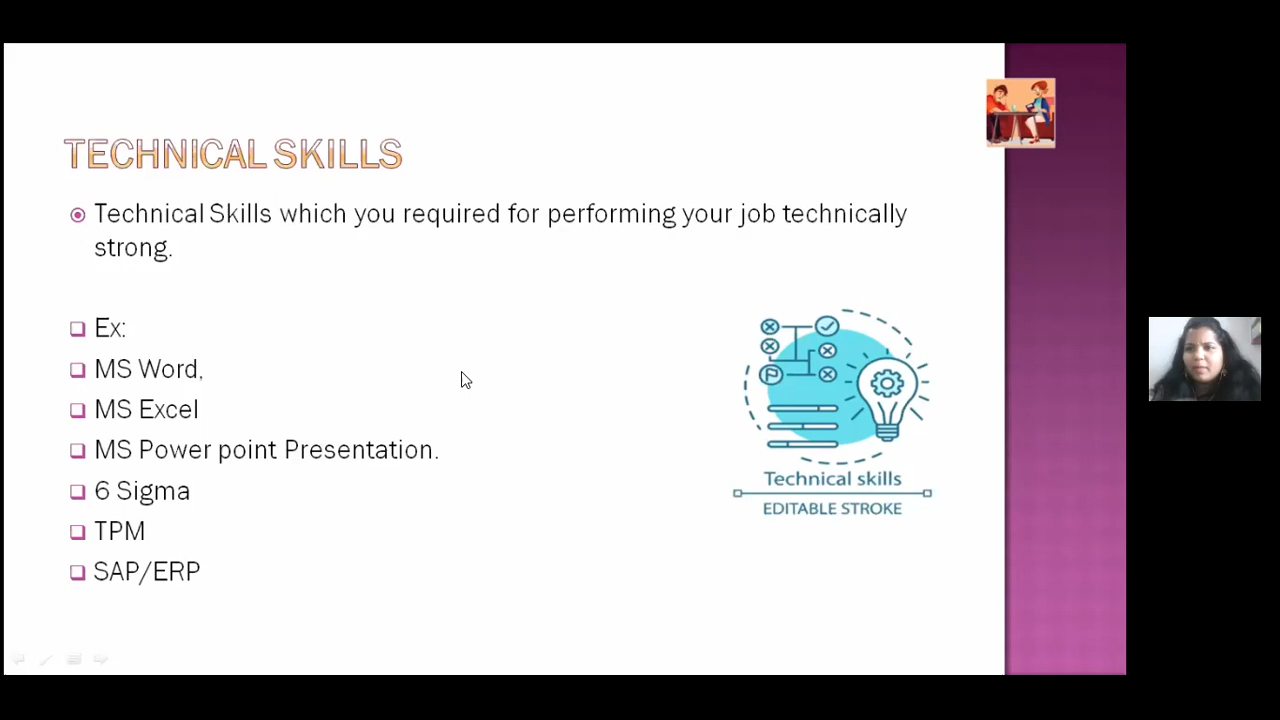 TECHNICAL SKILLS
Technical Skills which you required for performing your job technically
strong.
Ex:
MS Word,
MS Excel
MS Power point Presentation.
6 Sigma
TPM
SAP/ERP
Technical skills
EDITABLE STROKE